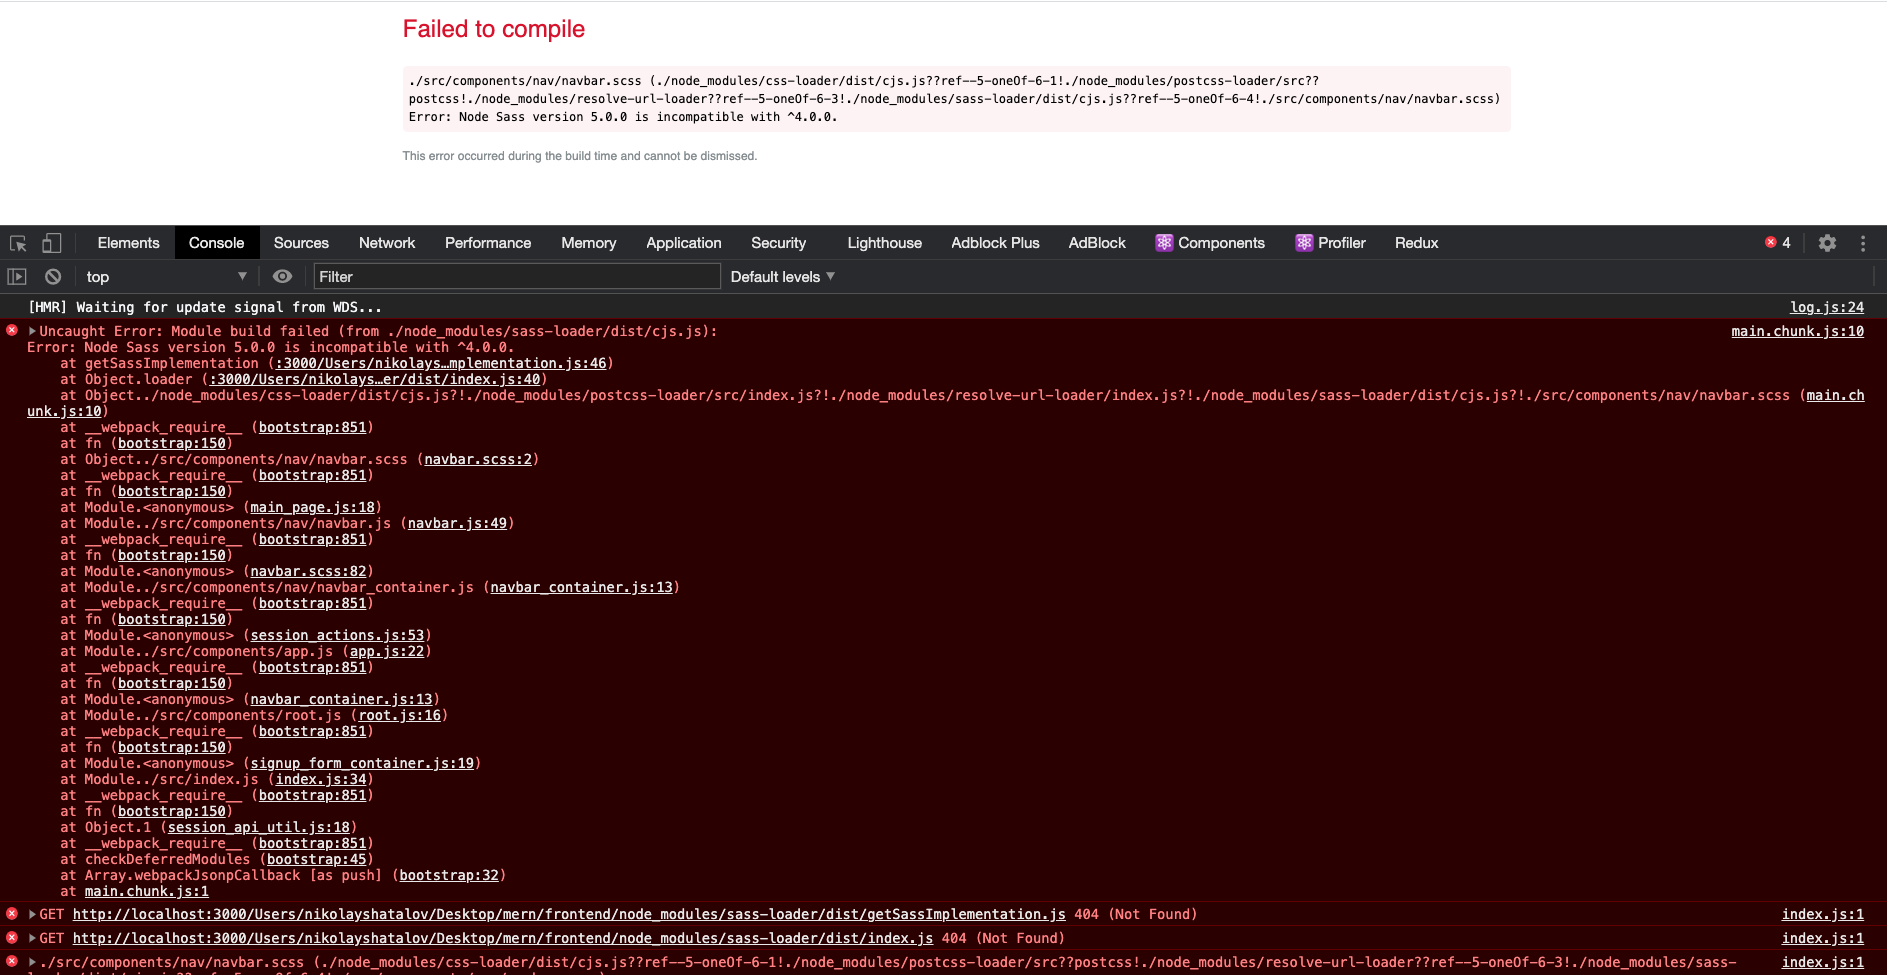 Failed to compile
./src/components/nav/navbar.scss (./node_modules/css-loader/dist/cjs.js??ref--5-oneOf-6-1!./node_modules/postcss-loader/src??
postcss!./node_modules/resolve-url-loader??ref--5-oneOf-6-3!./node_modules/sass-loader/dist/cjs.js??ref--5-oneOf-6-4!./src/components/nav/navbar.scss)
Error: Node Sass version 5.0.0 is incompatible with ^4.0.0.
This error occurred during the build time and cannot be dismissed.
Elements Console Sources Network Performance Memory Application Security Lighthouse Adblock Plus AdBlock Components Profiler Redux 4
top Filter Default levels
[HMR] Waiting for update signal from WDS... log.js:24
Uncaught Error: Module build failed (from ./node_modules/sass-loader/dist/cjs.js): main.chunk.js:10
Error: Node Sass version 5.0.0 is incompatible with ^4.0.0.
at getSassImplementation (:3000/Users/nikolays…mplementation.js:46)
at Object.loader (:3000/Users/nikolays…er/dist/index.js:40)
at Object../node_modules/css-loader/dist/cjs.js?!./node_modules/postcss-loader/src/index.js?!./node_modules/resolve-url-loader/index.js?!./node_modules/sass-loader/dist/cjs.js?!./src/components/nav/navbar.scss (main.ch
unk.js:10)
at __webpack_require__ (bootstrap:851)
at fn (bootstrap:150)
at Object../src/components/nav/navbar.scss (navbar.scss:2)
at __webpack_require__ (bootstrap:851)
at fn (bootstrap:150)
at Module.<anonymous> (main_page.js:18)
at Module../src/components/nav/navbar.js (navbar.js:49)
at __webpack_require__ (bootstrap:851)
at fn (bootstrap:150)
at Module.<anonymous> (navbar.scss:82)
at Module../src/components/nav/navbar_container.js (navbar_container.js:13)
at __webpack_require__ (bootstrap:851)
at fn (bootstrap:150)
at Module.<anonymous> (session_actions.js:53)
at Module../src/components/app.js (app.js:22)
at __webpack_require__ (bootstrap:851)
at fn (bootstrap:150)
at Module.<anonymous> (navbar_container.js:13)
at Module../src/components/root.js (root.js:16)
at __webpack_require__ (bootstrap:851)
at fn (bootstrap:150)
at Module.<anonymous> (signup_form_container.js:19)
at Module../src/index.js (index.js:34)
at __webpack_require__ (bootstrap:851)
at fn (bootstrap:150)
at Object.1 (session_api_util.js:18)
at __webpack_require__ (bootstrap:851)
at checkDeferredModules (bootstrap:45)
at Array.webpackJsonpCallback [as push] (bootstrap:32)
at main.chunk.js:1
GET http://localhost:3000/Users/nikolayshatalov/Desktop/mern/frontend/node_modules/sass-loader/dist/getSassImplementation.js 404 (Not Found) index.js:1
GET http://localhost:3000/Users/nikolayshatalov/Desktop/mern/frontend/node_modules/sass-loader/dist/index.js 404 (Not Found) index.js:1
./src/components/nav/navbar.scss (./node_modules/css-loader/dist/cjs.js??ref--5-oneOf-6-1!./node_modules/postcss-loader/src??postcss!./node_modules/resolve-url-loader??ref--5-oneOf-6-3!./node_modules/sass- index.js:1